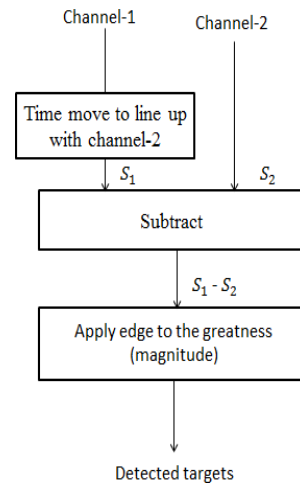 Channel-1
Channel-2
Time move to line up
with channel-2
S₁
S₂
Subtract
S₁ - S₂
Apply edge to the greatness
(magnitude)
Detected targets